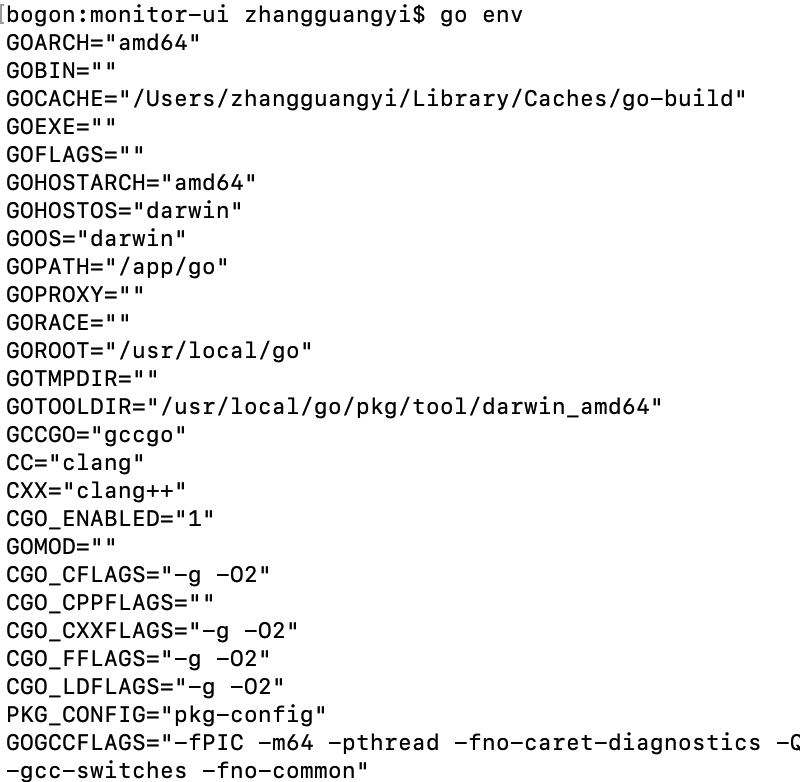 [bogon:monitor-ui zhangguangyi$ go env
GOARCH="amd64"
GOBIN=""
GOCACHE="/Users/zhangguangyi/Library/Caches/go-build"
GOEXE=""
GOFLAGS=""
GOHOSTARCH="amd64"
GOHOSTOS="darwin"
GOOS="darwin"
GOPATH="/app/go"
GOPROXY=""
GORACE=""
GOROOT="/usr/local/go"
GOTMPDIR=""
GOTOOLDIR="/usr/local/go/pkg/tool/darwin_amd64"
GCCGO="gccgo"
CC="clang"
CXX="clang++"
CGO_ENABLED="1"
GOMOD=""
CGO_CFLAGS="-g -O2"
CGO_CPPFLAGS=""
CGO_CXXFLAGS="-g -O2"
CGO_FFLAGS="-g -O2"
CGO_LDFLAGS="-g -O2"
PKG_CONFIG="pkg-config"
GOGCCFLAGS="-fPIC -m64 -pthread -fno-caret-diagnostics -Q
-gcc-switches -fno-common"